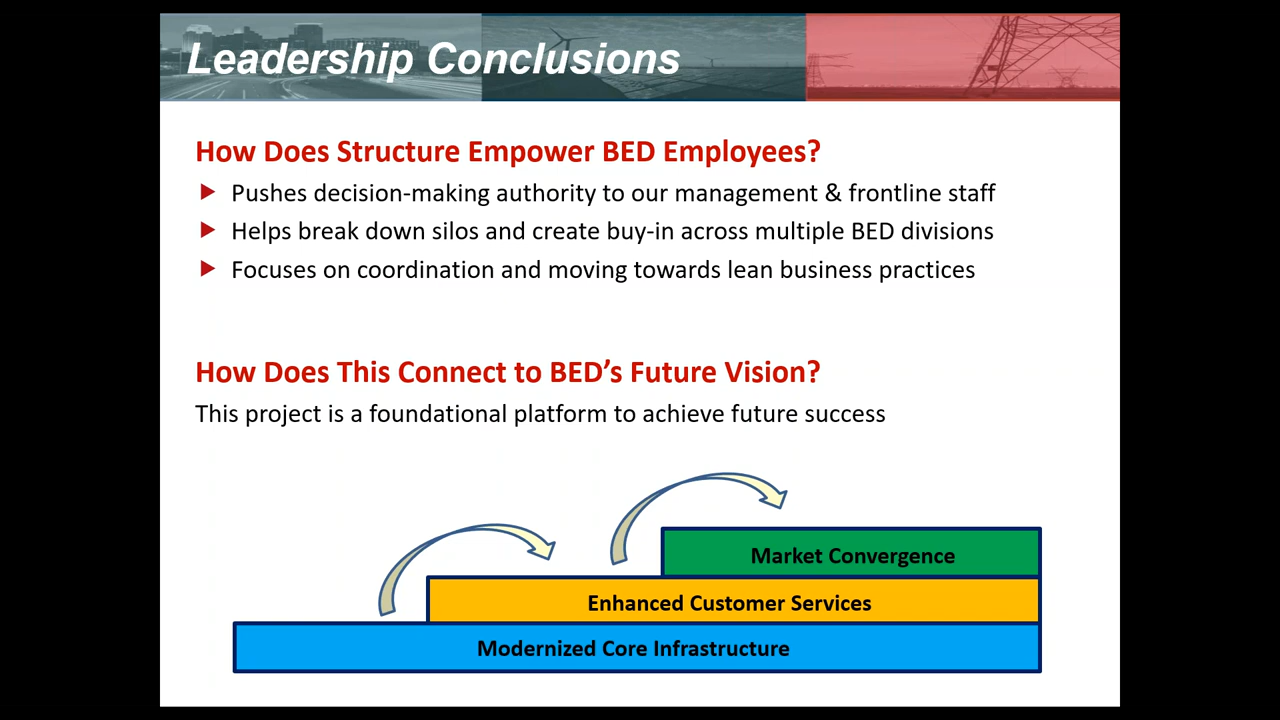 Leadership Conclusions
How Does Structure Empower BED Employees?
Pushes decision-making authority to our management & frontline staff
Helps break down silos and create buy-in across multiple BED divisions
Focuses on coordination and moving towards lean business practices
How Does This Connect to BED’s Future Vision?
This project is a foundational platform to achieve future success
Market Convergence
Enhanced Customer Services
Modernized Core Infrastructure